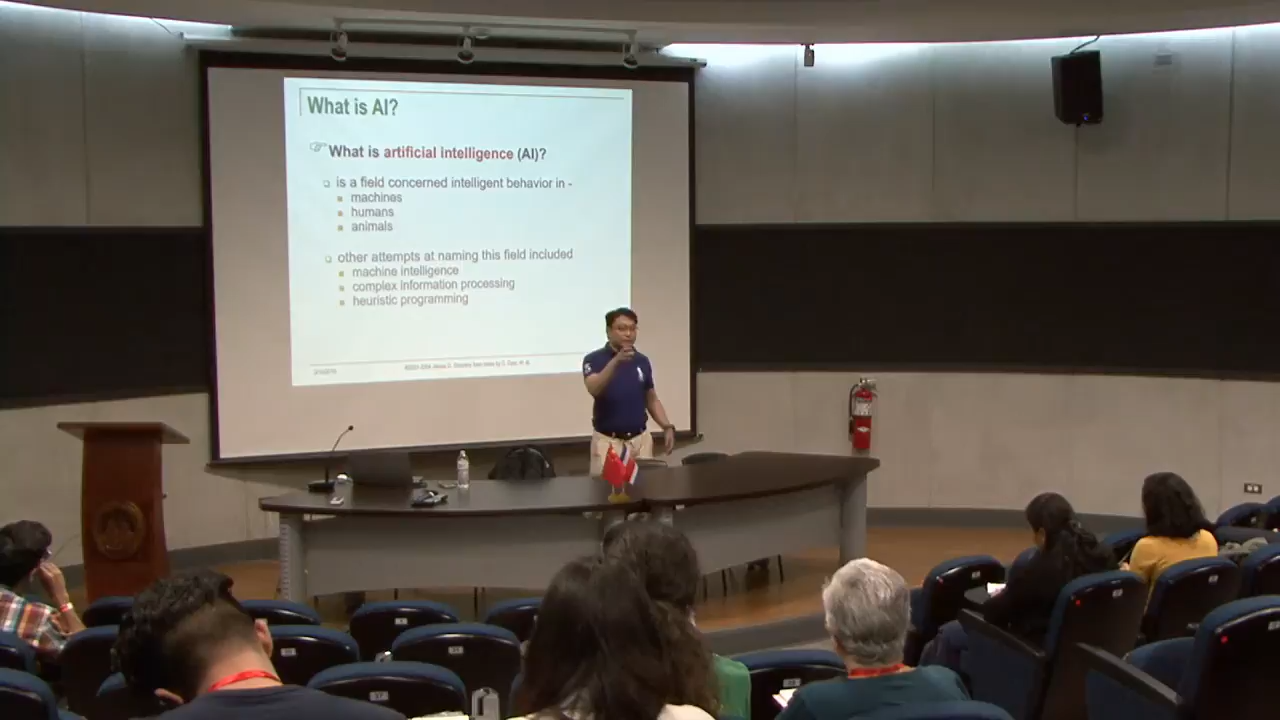 What is AI?
What is artificial intelligence (AI)?
is a field concerned intelligent behavior in -
machines
humans
animals
other attempts at naming this field included
machine intelligence
complex information processing
heuristic programming